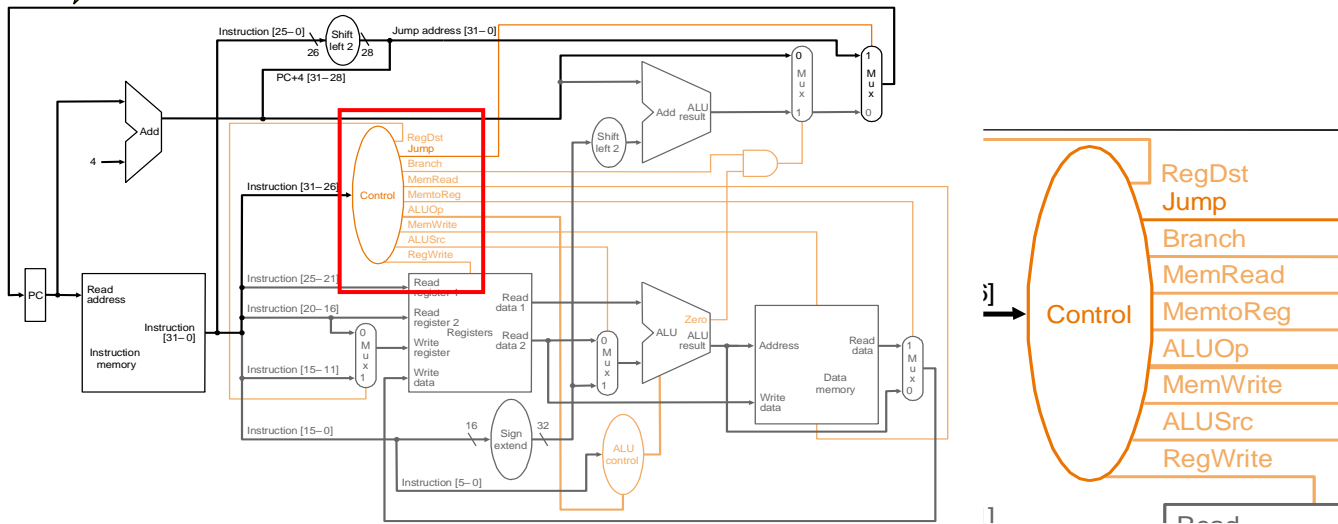 Instruction [25–0]
Shift
left 2
26
28
Jump address [31–0]
PC+4 [31–28]
0
M
u
x
1
1
M
u
x
0
Add
4
Add
ALU
result
Shift
left 2
RegDst
Jump
Branch
MemRead
MemtoReg
ALUOp
MemWrite
ALUSrc
RegWrite
Instruction [31–26]
Control
PC
Read
address
Instruction
[31–0]
Instruction
memory
Instruction [25–21]
Instruction [20–16]
Instruction [15–11]
0
M
u
x
1
Read
register 1
Read
register 2
Registers
Write
register
Write
data
Read
data 1
Read
data 2
0
M
u
x
1
Zero
ALU
ALU
result
Address
Read
data
Data
memory
Write
data
1
M
u
x
0
Instruction [15–0]
16
Sign
extend
32
ALU
control
Instruction [5–0]
Control
RegDst
Jump
Branch
MemRead
MemtoReg
ALUOp
MemWrite
ALUSrc
RegWrite